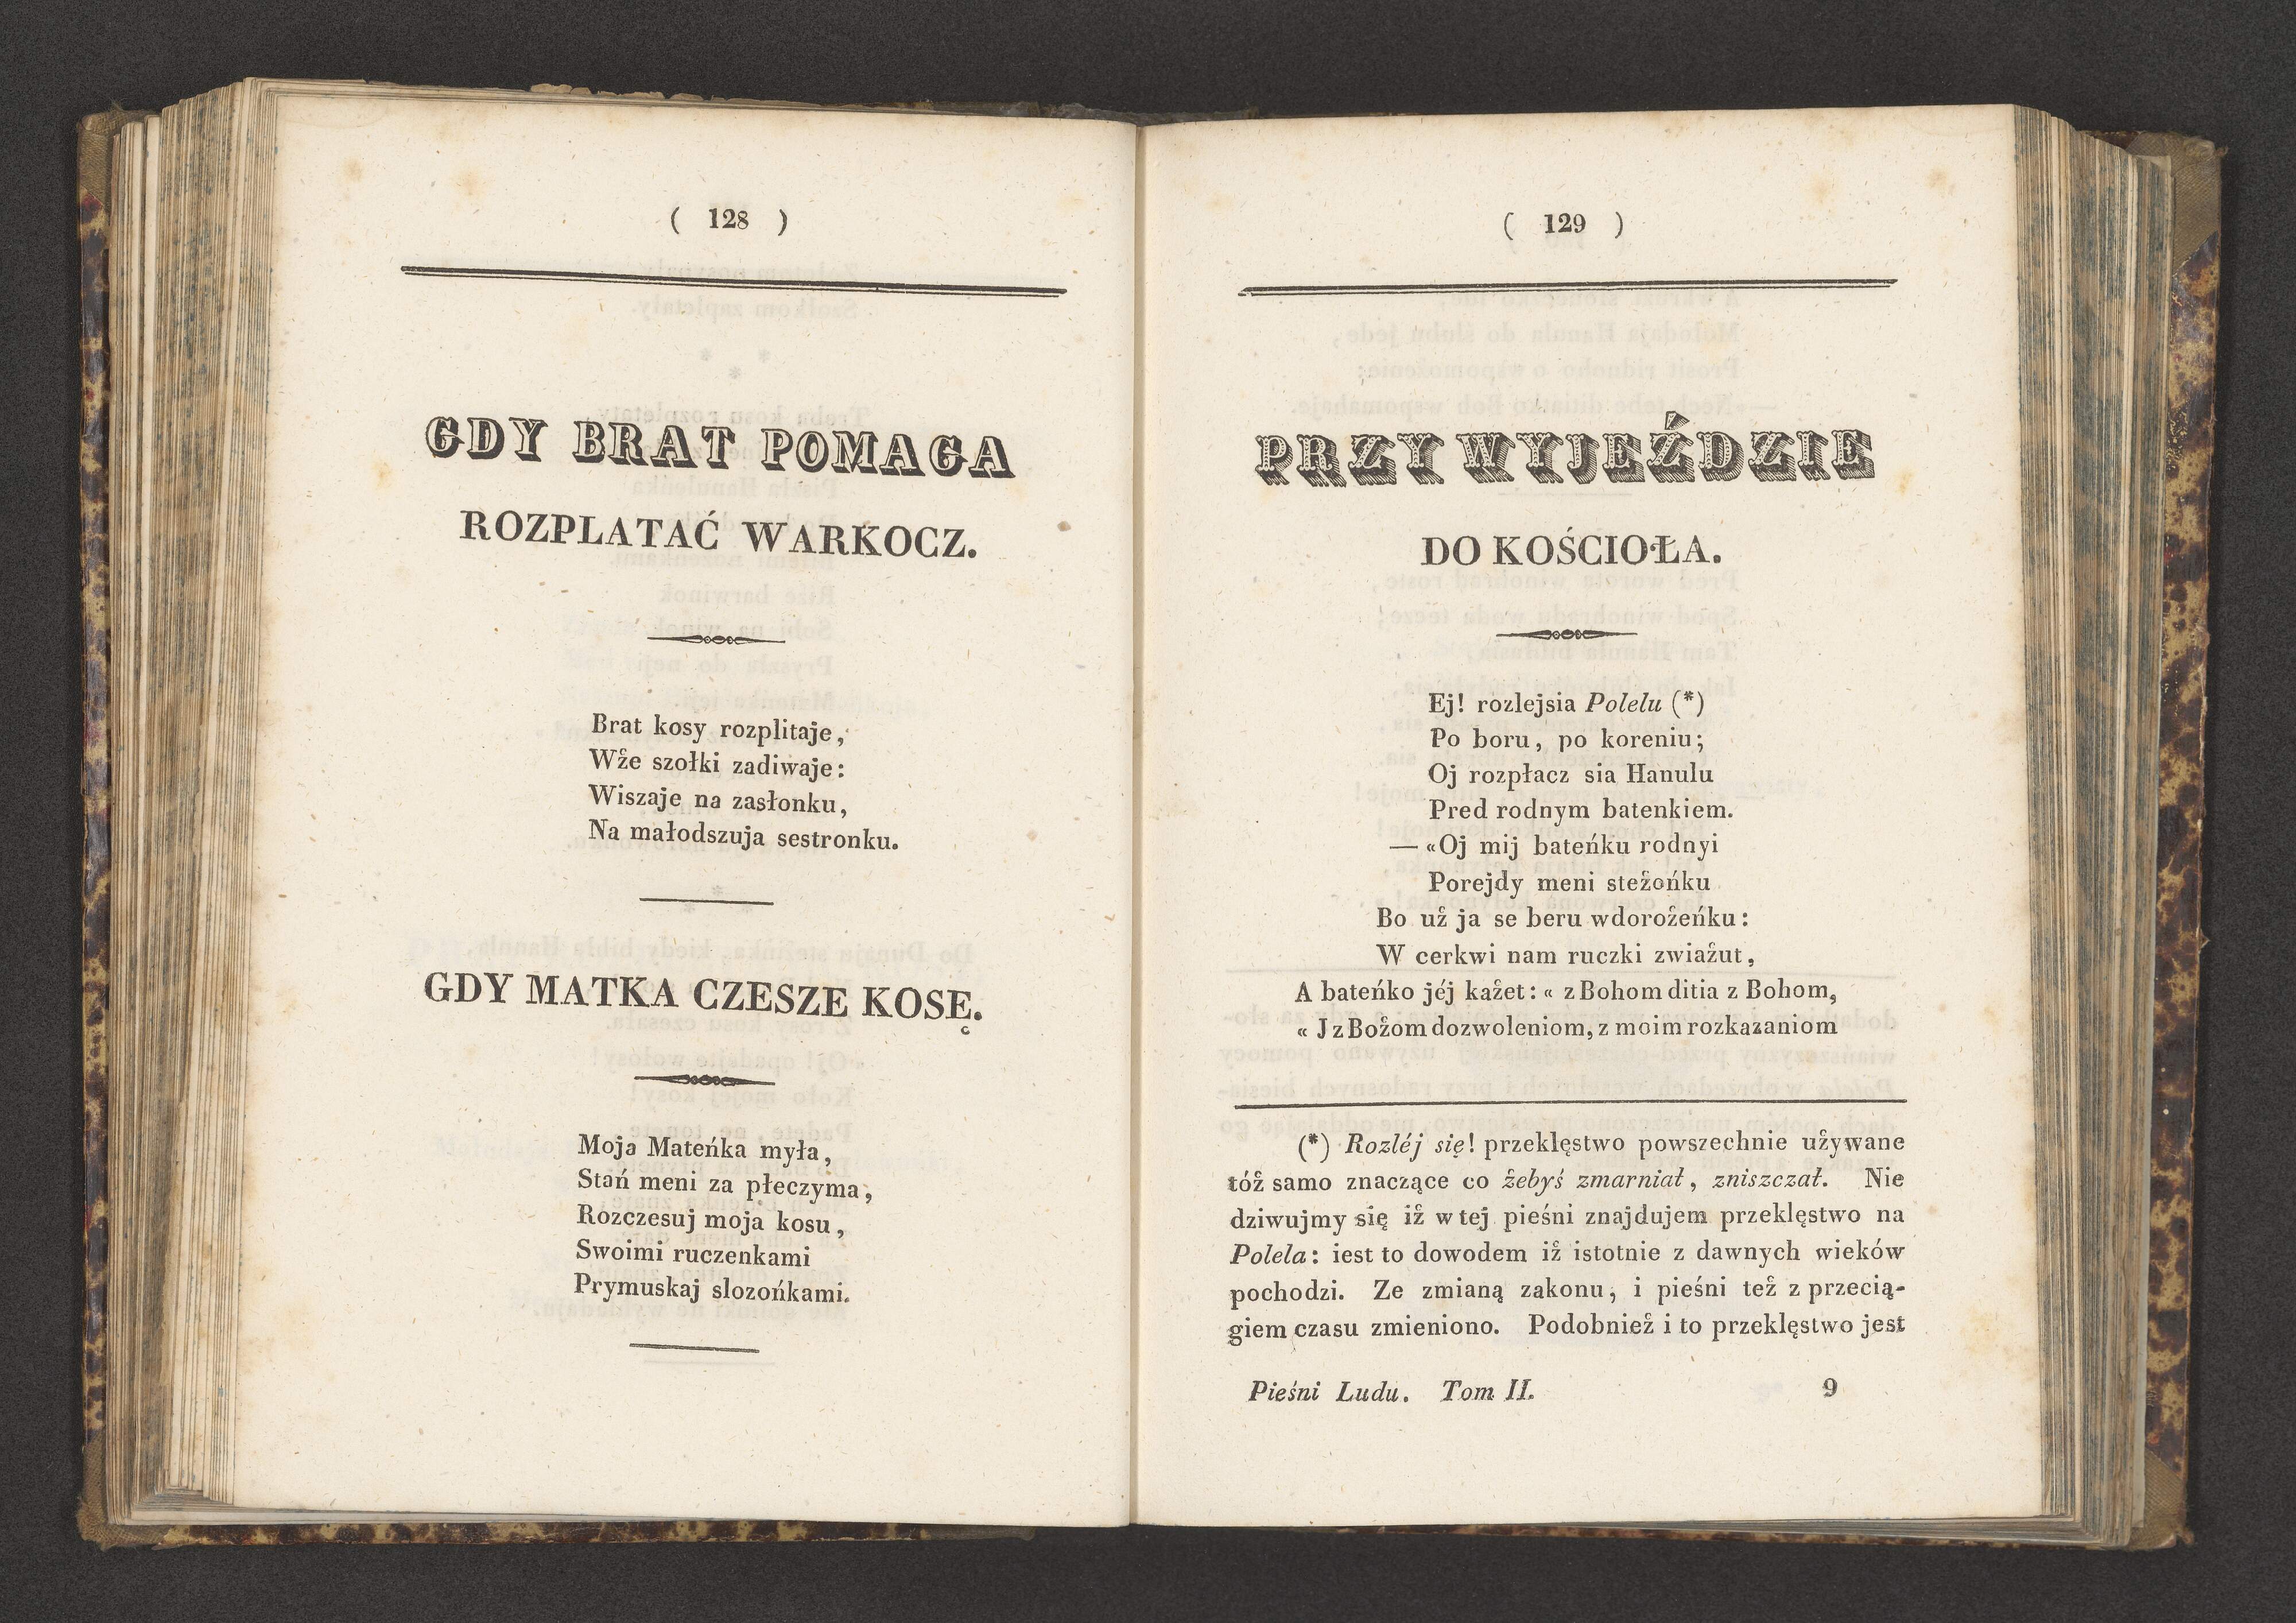 ( 128 )
GDY BRAT POMAGA
ROZPLATAĆ WARKOCZ.
Brat kosy rozplitaje,
Wże szołki zadiwaje:
Wiszaje na zasłonku,
Na małodszuja sestronku.
GDY MATKA CZESZE KOSĘ.
Moja Mateńka myła,
Stań meni za płeczyma,
Rozczesuj moja kosu,
Swoimi ruczenkami
Prymuskaj slozońkami.
( 129 )
PRZY WYJEŹDZIE
DO KOŚCIOŁA.
Ej! rozlejsia Polelu (*)
Po boru, po koreniu;
Oj rozpłacz sia Hanulu
Pred rodnym batenkiem.
— «Oj mij bateńku rodnyi
Porejdy meni steżońku
Bo uż ja se beru wdorożeńku:
W cerkwi nam ruczki zwiażut,
A bateńko jéj każet: « z Bohom ditia z Bohom,
« J z Bożom dozwoleniom, z moim rozkazaniom
(*) Rozléj się! przeklęstwo powszechnie używane
tóż samo znaczące co żebyś zmarniał, zniszczał. Nie
dziwujmy się iż w tej pieśni znajdujem przeklęstwo na
Polela: iest to dowodem iż istotnie z dawnych wieków
pochodzi. Ze zmianą zakonu, i pieśni też z przecią-
giem czasu zmieniono. Podobnież i to przeklęstwo jest
Pieśni Ludu. Tom II. 9